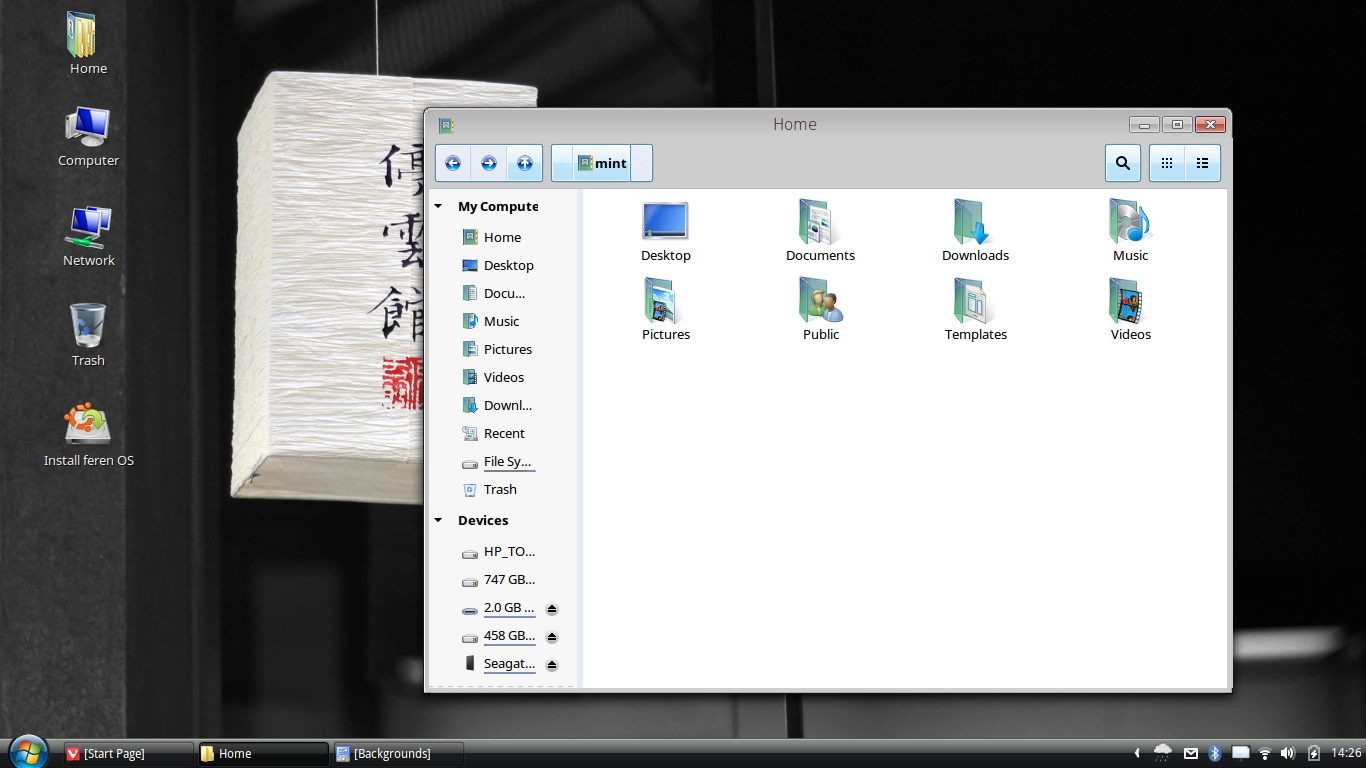 Home
Computer
Network
Trash
Install feren OS
雲
館
Home
mint
My Compute
Home
Desktop
Docu...
Music
Pictures
Videos
Downl...
Recent
File Sy...
Trash
Devices
HP_TO...
747 GB...
2.0 GB ...
458 GB...
Seagat...
Desktop
Documents
Downloads
Music
Pictures
Public
Templates
Videos
[Start Page]
Home
[Backgrounds]
14:26